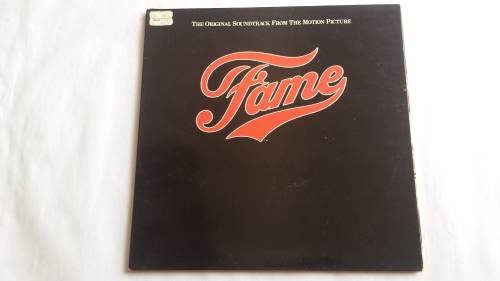 THE ORIGINAL SOUNDTRACK FROM THE MOTION PICTURE
Fame